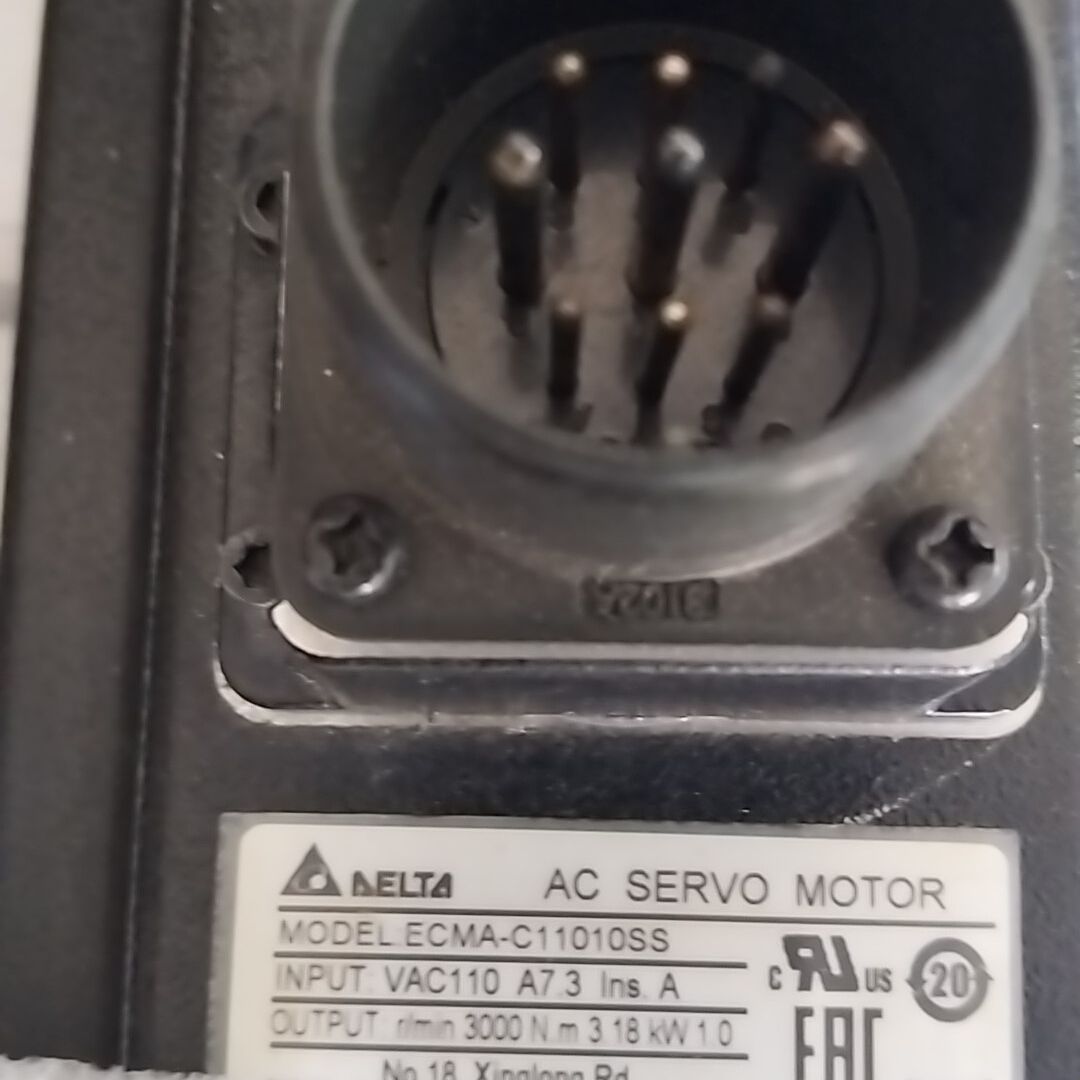 DELTA AC SERVO MOTOR
MODEL: ECMA-C11010SS
INPUT: VAC110 A7.3 Ins. A
OUTPUT: r/min 3000 N.m 3.18 kW 1.0
c RU US
20
EAC
No.18, Xinglong Rd.